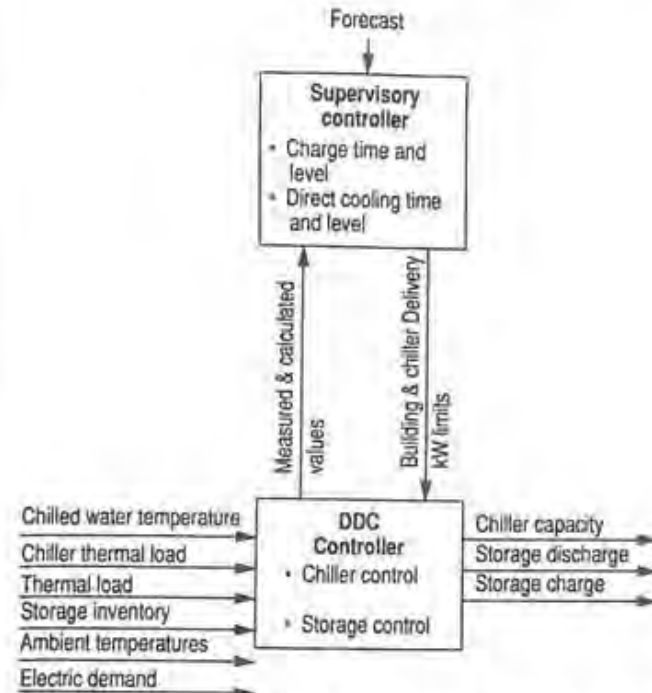 Forecast
Supervisory
controller
• Charge time and
level
• Direct cooling time
and level
Measured & calculated
values
Building & chiller Delivery
kW limits
Chilled water temperature
Chiller thermal load
Thermal load
Storage inventory
Ambient temperatures
Electric demand
DDC
Controller
• Chiller control
• Storage control
Chiller capacity
Storage discharge
Storage charge